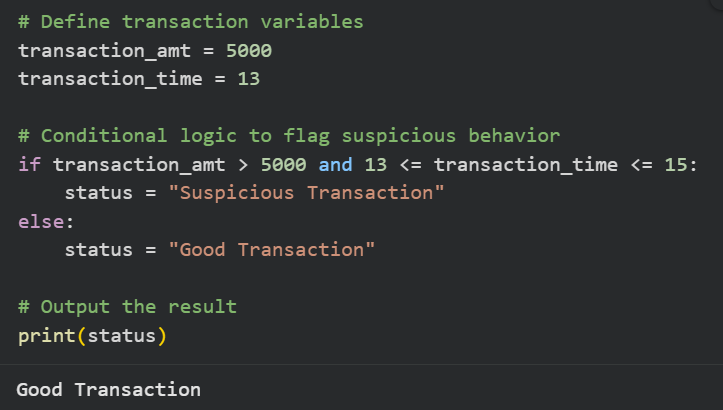 # Define transaction variables
transaction_amt = 5000
transaction_time = 13

# Conditional logic to flag suspicious behavior
if transaction_amt > 5000 and 13 <= transaction_time <= 15:
    status = "Suspicious Transaction"
else:
    status = "Good Transaction"

# Output the result
print(status)

Good Transaction